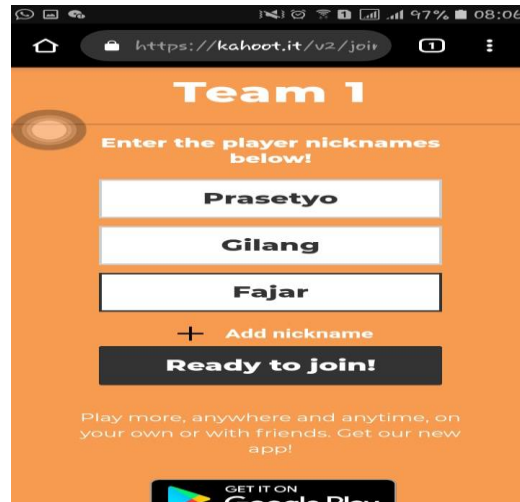 97% 08:06
https://kahoot.it/v2/join
1
Team 1
Enter the player nicknames
below!
Prasetyo
Gilang
Fajar
+ Add nickname
Ready to join!
Play more, anywhere and anytime, on
your own or with friends. Get our new
app!
GET IT ON
Google Play